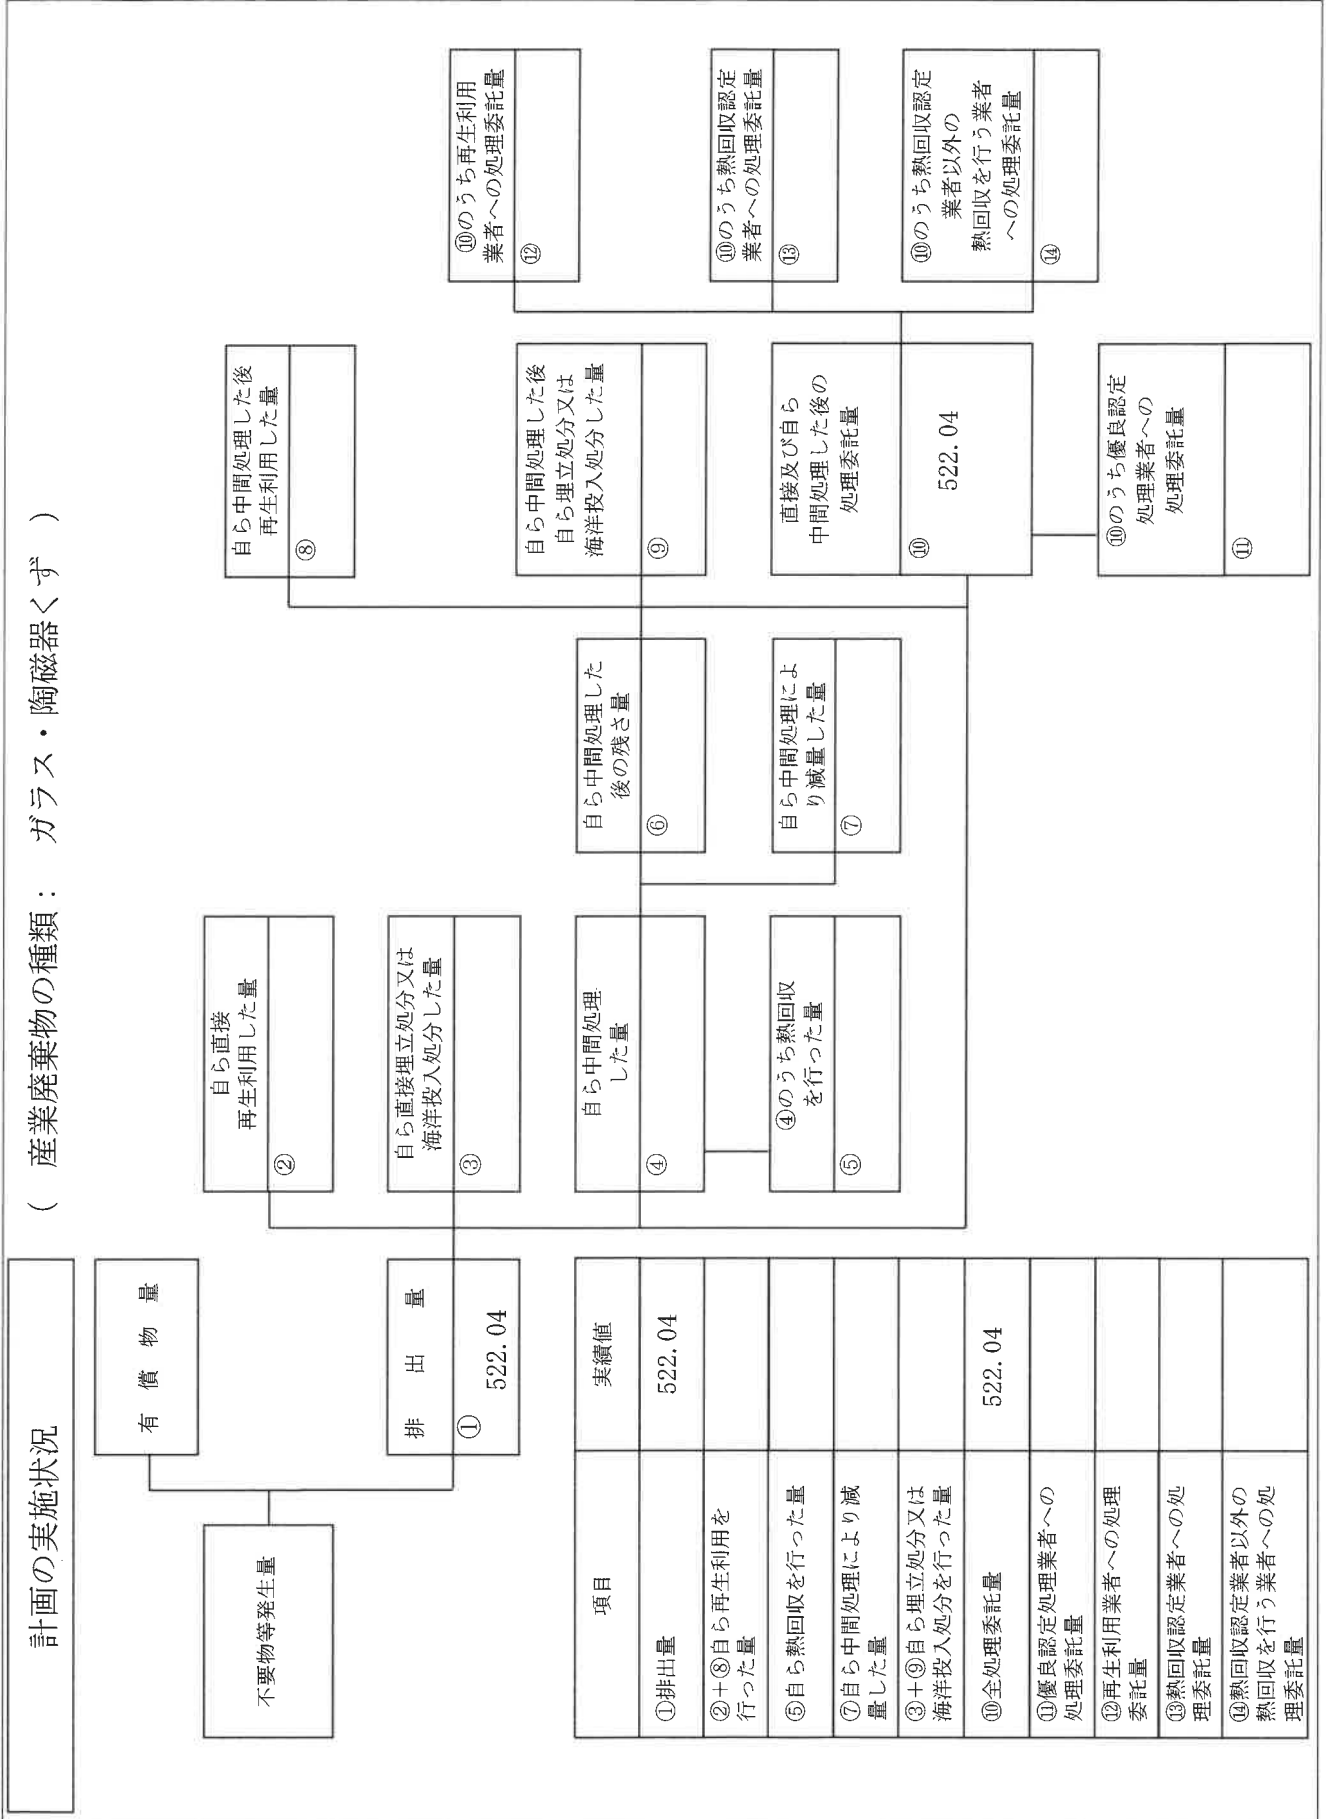 計画の実施状況
（ 産業廃棄物の種類： ガラス・陶磁器くず ）
不要物等発生量
有償物量
排出量
①
522.04
自ら直接
再生利用した量
②
自ら直接埋立処分又は
海洋投入処分した量
③
自ら中間処理
した量
④
④のうち熱回収
を行った量
⑤
自ら中間処理した
後の残さ量
⑥
自ら中間処理によ
り減量した量
⑦
自ら中間処理した後
再生利用した量
⑧
自ら中間処理した後
自ら埋立処分又は
海洋投入処分した量
⑨
直接及び自ら
中間処理した後の
処理委託量
⑩
522.04
⑩のうち優良認定
処理業者への
処理委託量
⑪
⑩のうち再生利用
業者への処理委託量
⑫
⑩のうち熱回収認定
業者への処理委託量
⑬
⑩のうち熱回収認定
業者以外の
熱回収を行う業者
への処理委託量
⑭
項目 実績値
①排出量 522.04
②＋⑧自ら再生利用を
行った量
⑤自ら熱回収を行った量
⑦自ら中間処理により減
量した量
③＋⑨自ら埋立処分又は
海洋投入処分を行った量
⑩全処理委託量 522.04
⑪優良認定処理業者への
処理委託量
⑫再生利用業者への処理
委託量
⑬熱回収認定業者への処
理委託量
⑭熱回収認定業者以外の
熱回収を行う業者への処
理委託量